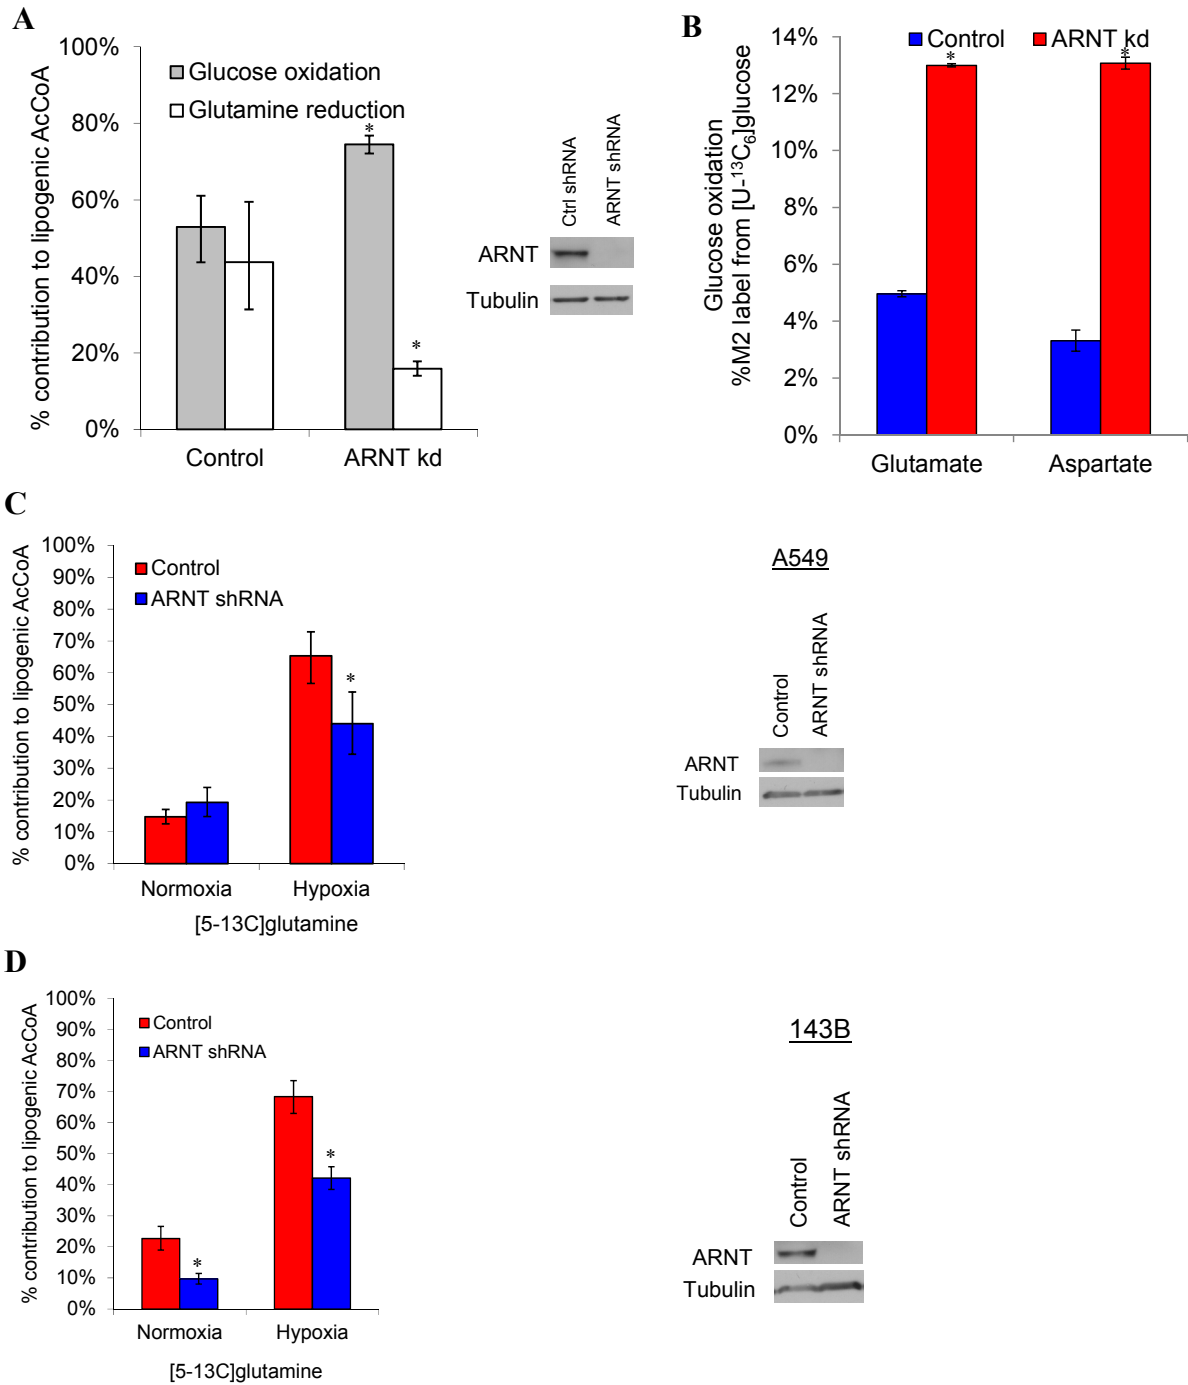 A
100%
80%
60%
40%
20%
0%
% contribution to lipogenic AcCoA
Glucose oxidation
Glutamine reduction
*
*
Control
ARNT kd
Ctrl shRNA
ARNT shRNA
ARNT
Tubulin
B
14%
12%
10%
8%
6%
4%
2%
0%
Glucose oxidation
%M2 label from [U-¹³C₆]glucose
Control
ARNT kd
*
*
Glutamate
Aspartate
C
100%
90%
80%
70%
60%
50%
40%
30%
20%
10%
0%
% contribution to lipogenic AcCoA
Control
ARNT shRNA
*
Normoxia
Hypoxia
[5-13C]glutamine
A549
Control
ARNT shRNA
ARNT
Tubulin
D
100%
90%
80%
70%
60%
50%
40%
30%
20%
10%
0%
% contribution to lipogenic AcCoA
Control
ARNT shRNA
*
*
Normoxia
Hypoxia
[5-13C]glutamine
143B
Control
ARNT shRNA
ARNT
Tubulin